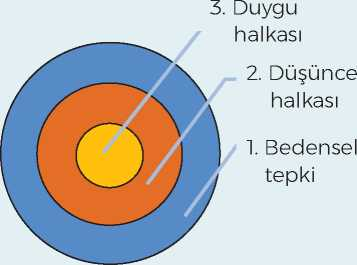 3. Duygu
halkası
2. Düşünce
halkası
1. Bedensel
tepki